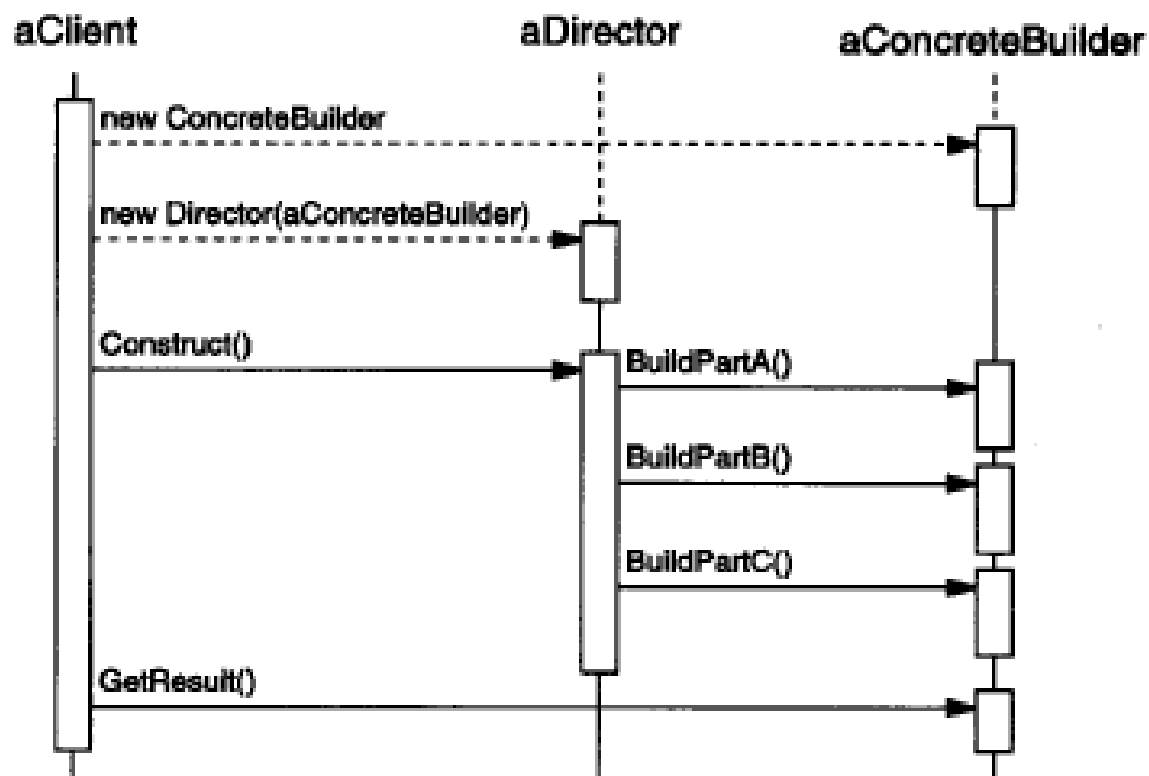 aClient
aDirector
aConcreteBuilder
new ConcreteBuilder
new Director(aConcreteBuilder)
Construct()
BuildPartA()
BuildPartB()
BuildPartC()
GetResult()